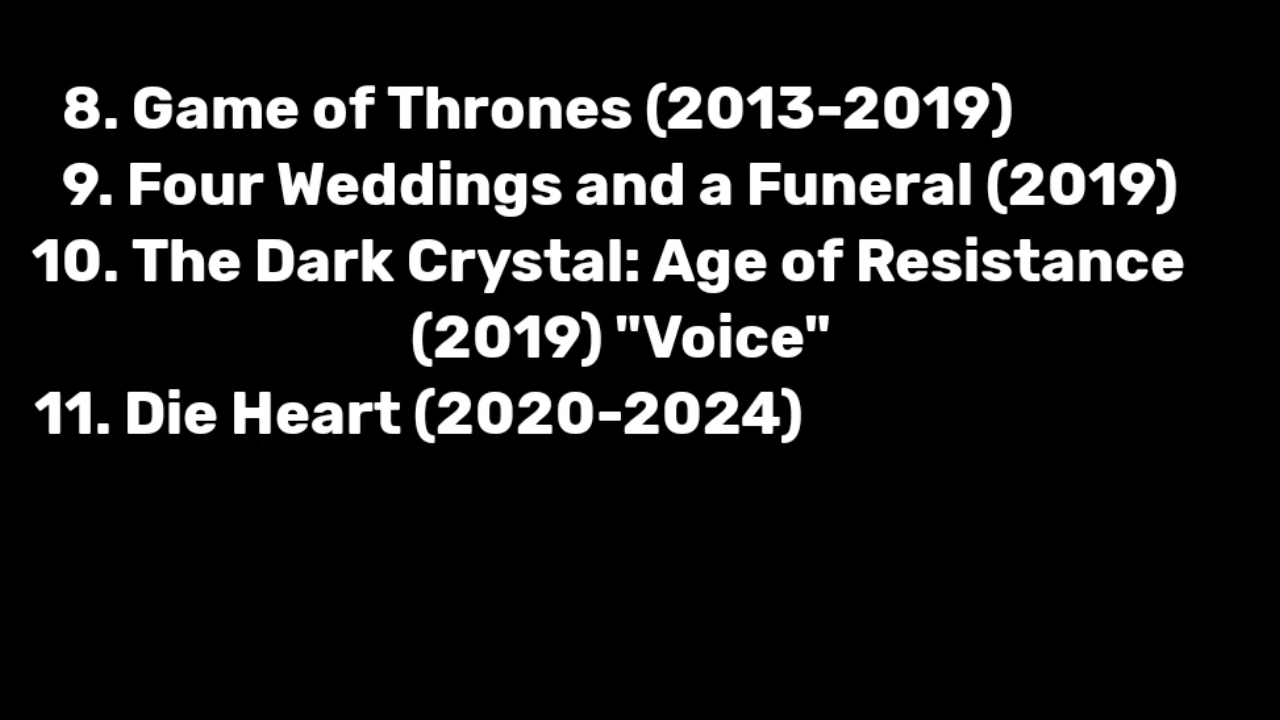 8. Game of Thrones (2013-2019)
9. Four Weddings and a Funeral (2019)
10. The Dark Crystal: Age of Resistance
(2019) "Voice"
11. Die Heart (2020-2024)